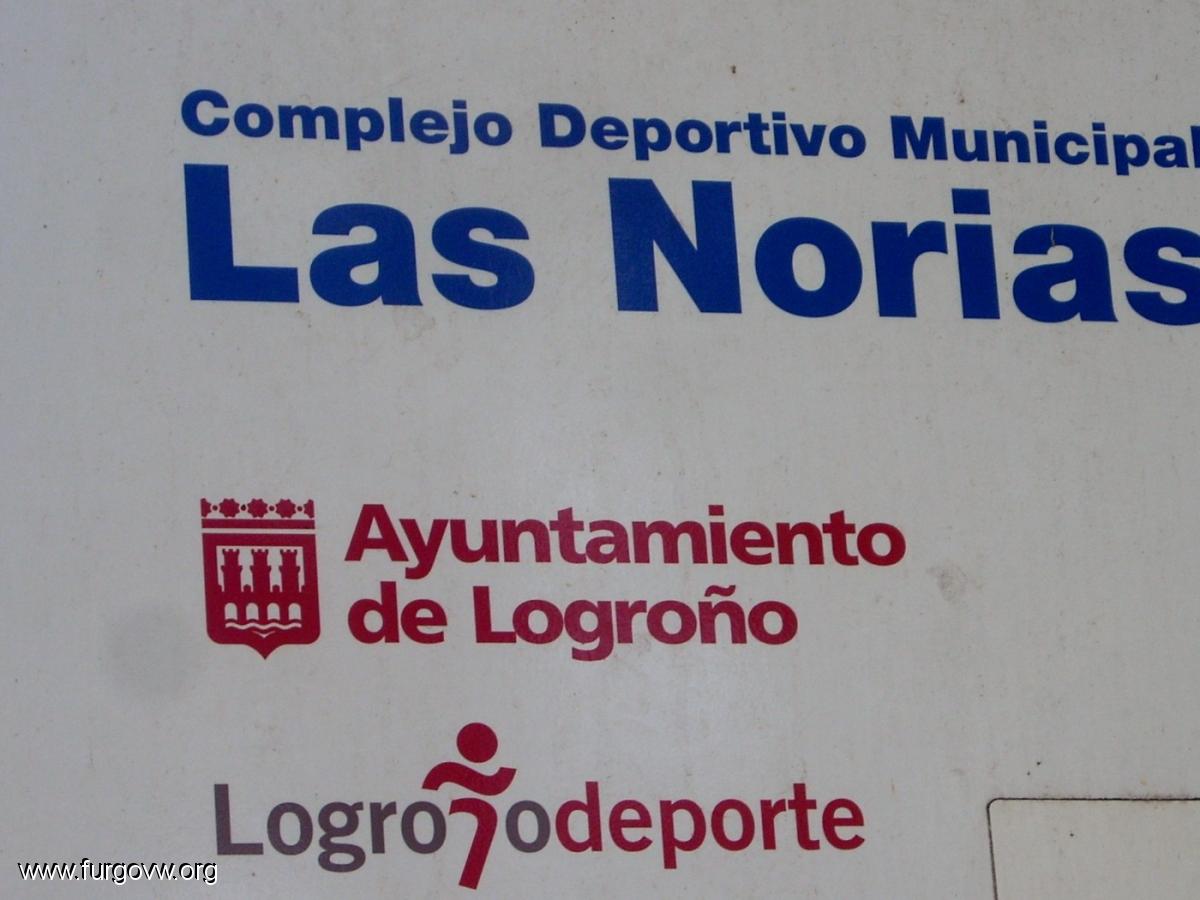 Complejo Deportivo Municipal
Las Norias
Ayuntamiento
de Logroño
Logroñodeporte
www.furgovw.org